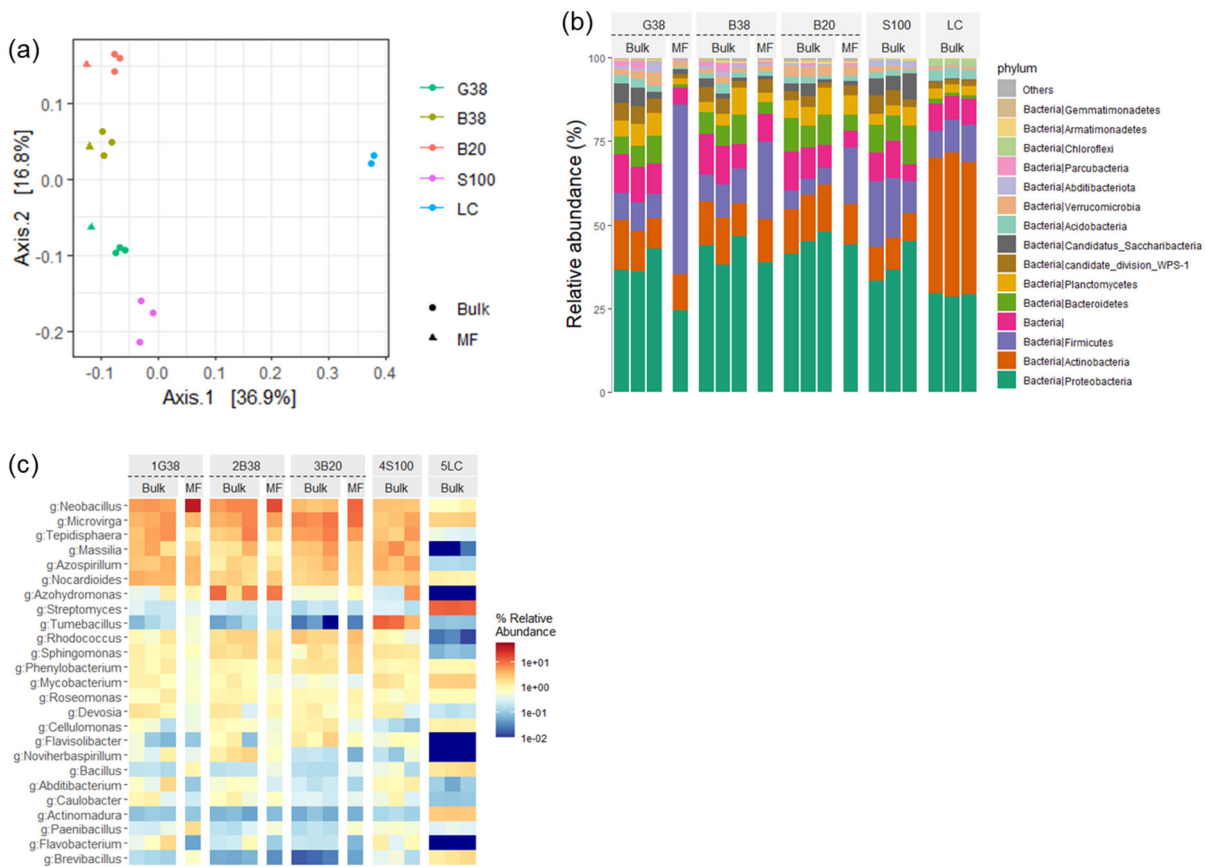 (a)
0.1
0.0
-0.1
-0.2
Axis.2 [16.8%]
-0.1 0.0 0.1 0.2 0.3 0.4
Axis.1 [36.9%]
G38
B38
B20
S100
LC
Bulk
MF
(b)
G38 B38 B20 S100 LC
Bulk MF Bulk MF Bulk MF Bulk Bulk
100
75
50
25
0
Relative abundance (%)
phylum
Others
Bacteria|Gemmatimonadetes
Bacteria|Armatimonadetes
Bacteria|Chloroflexi
Bacteria|Parcubacteria
Bacteria|Abditibacteriota
Bacteria|Verrucomicrobia
Bacteria|Acidobacteria
Bacteria|Candidatus_Saccharibacteria
Bacteria|candidate_division_WPS-1
Bacteria|Planctomycetes
Bacteria|Bacteroidetes
Bacteria|
Bacteria|Firmicutes
Bacteria|Actinobacteria
Bacteria|Proteobacteria
(c)
1G38 2B38 3B20 4S100 5LC
Bulk MF Bulk MF Bulk MF Bulk Bulk
g:Neobacillus
g:Microvirga
g:Tepidisphaera
g:Massilia
g:Azospirillum
g:Nocardioides
g:Azohydromonas
g:Streptomyces
g:Tumebacillus
g:Rhodococcus
g:Sphingomonas
g:Phenylobacterium
g:Mycobacterium
g:Roseomonas
g:Devosia
g:Cellulomonas
g:Flavisolibacter
g:Noviherbaspirillum
g:Bacillus
g:Abditibacterium
g:Caulobacter
g:Actinomadura
g:Paenibacillus
g:Flavobacterium
g:Brevibacillus
% Relative
Abundance
1e+01
1e+00
1e-01
1e-02